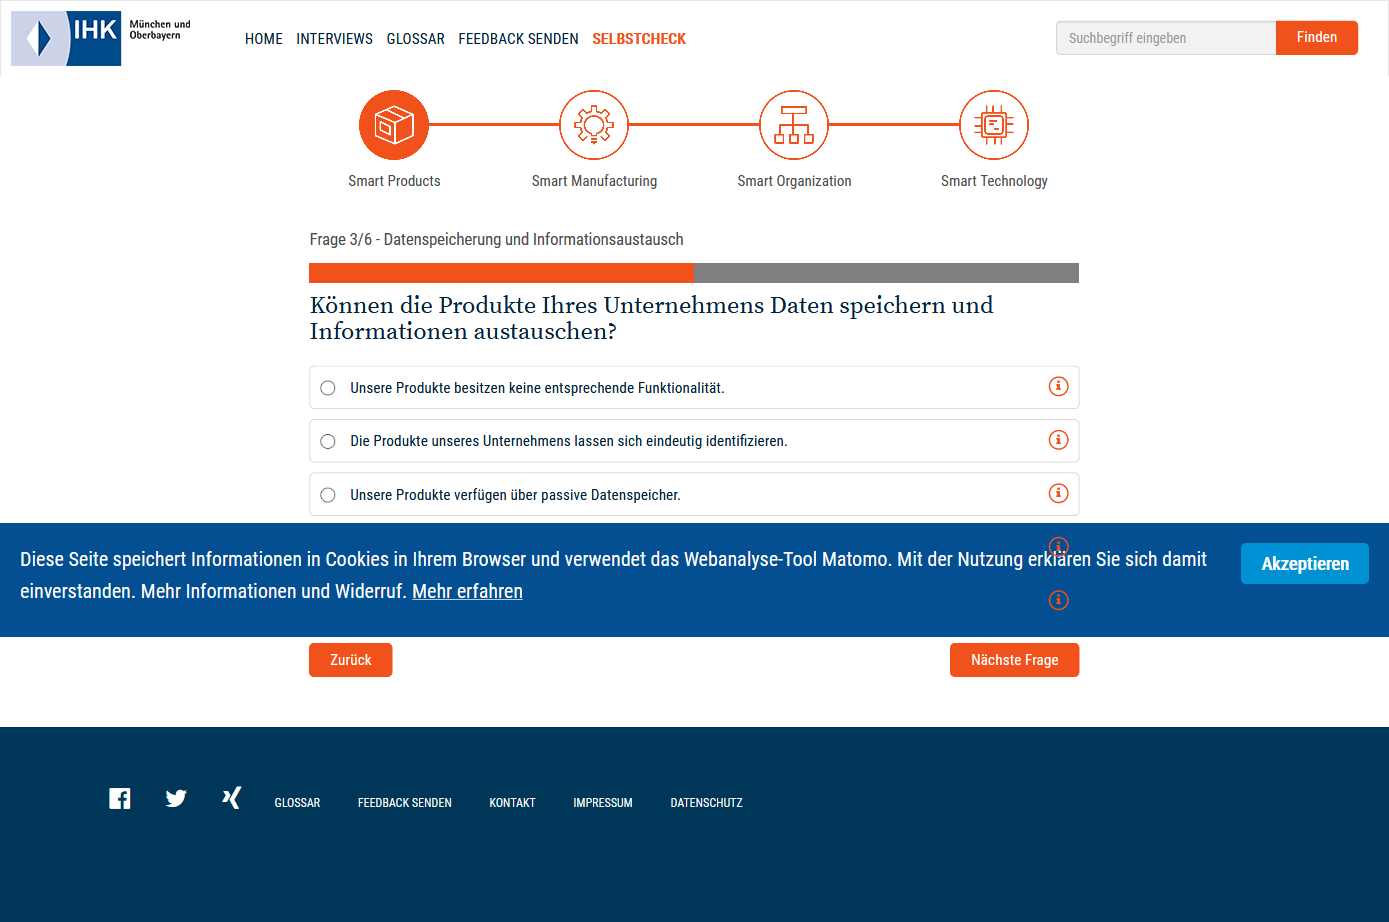 IHK
München und
Oberbayern
HOME INTERVIEWS GLOSSAR FEEDBACK SENDEN SELBSTCHECK
Suchbegriff eingeben
Finden
Smart Products
Smart Manufacturing
Smart Organization
Smart Technology
Frage 3/6 - Datenspeicherung und Informationsaustausch
Können die Produkte Ihres Unternehmens Daten speichern und
Informationen austauschen?
Unsere Produkte besitzen keine entsprechende Funktionalität.
Die Produkte unseres Unternehmens lassen sich eindeutig identifizieren.
Unsere Produkte verfügen über passive Datenspeicher.
Diese Seite speichert Informationen in Cookies in Ihrem Browser und verwendet das Webanalyse-Tool Matomo. Mit der Nutzung erklären Sie sich damit
einverstanden. Mehr Informationen und Widerruf. Mehr erfahren
Akzeptieren
Zurück
Nächste Frage
GLOSSAR FEEDBACK SENDEN KONTAKT IMPRESSUM DATENSCHUTZ